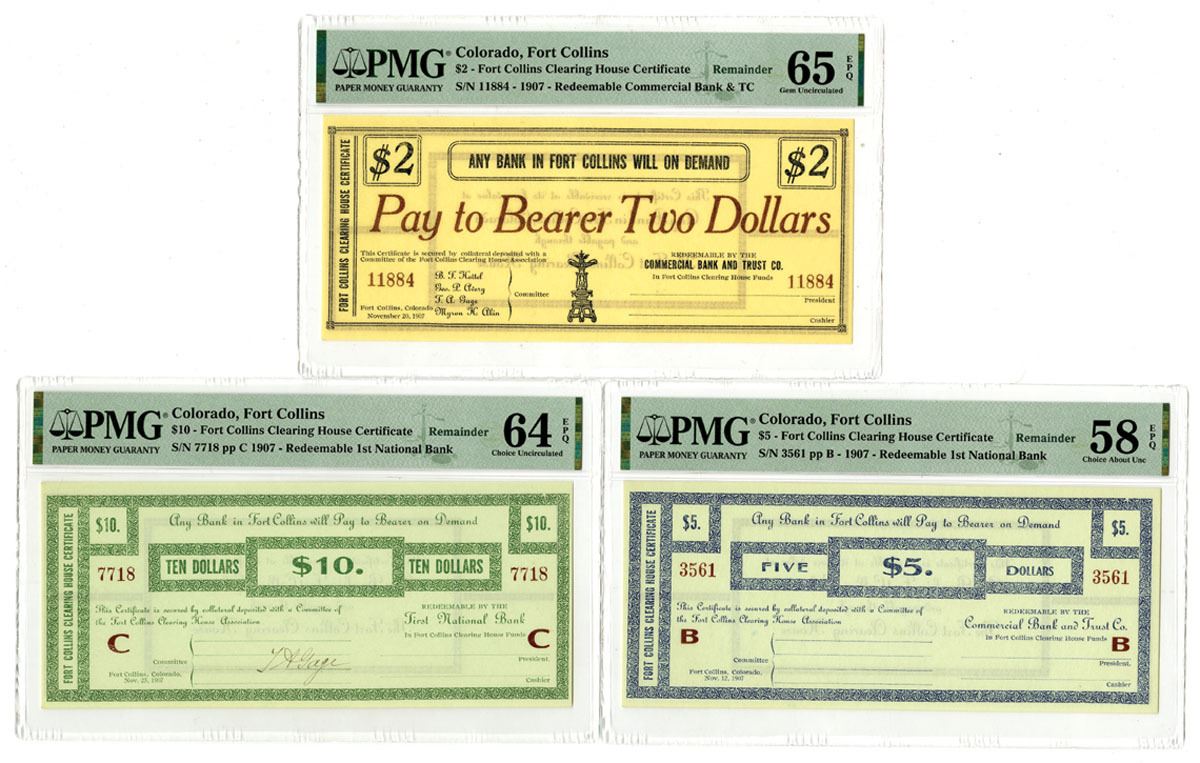 PMG
PAPER MONEY GUARANTY
Colorado, Fort Collins
$2 - Fort Collins Clearing House Certificate
Remainder
S/N 11884 - 1907 - Redeemable Commercial Bank & TC
65
EPQ
Gem Uncirculated
FORT COLLINS CLEARING HOUSE CERTIFICATE
$2
ANY BANK IN FORT COLLINS WILL ON DEMAND
$2
Pay to Bearer Two Dollars
This Certificate is secured by collateral deposited with a
Committee of the Fort Collins Clearing House Association
11884
B. F. Hottel
Geo. P. Avery
T. A. Gage
Myron H. Akin
Committee
Fort Collins, Colorado
November 20, 1907
REDEEMABLE BY THE
COMMERCIAL BANK AND TRUST CO.
In Fort Collins Clearing House Funds
11884
President
Cashier
PMG
PAPER MONEY GUARANTY
Colorado, Fort Collins
$10 - Fort Collins Clearing House Certificate
Remainder
S/N 7718 pp C 1907 - Redeemable 1st National Bank
64
EPQ
Choice Uncirculated
FORT COLLINS CLEARING HOUSE CERTIFICATE
$10.
Any Bank in Fort Collins will Pay to Bearer on Demand
$10.
7718
TEN DOLLARS
$10.
TEN DOLLARS
7718
This Certificate is secured by collateral deposited with a Committee of
the Fort Collins Clearing House Association
C
REDEEMABLE BY THE
First National Bank
In Fort Collins Clearing House Funds
C
Committee
T A Gage
President.
Fort Collins, Colorado,
Nov. 23, 1907
Cashier
PMG
PAPER MONEY GUARANTY
Colorado, Fort Collins
$5 - Fort Collins Clearing House Certificate
Remainder
S/N 3561 pp B - 1907 - Redeemable 1st National Bank
58
EPQ
Choice About Unc
FORT COLLINS CLEARING HOUSE CERTIFICATE
$5.
Any Bank in Fort Collins will Pay to Bearer on Demand
$5.
3561
FIVE
$5.
DOLLARS
3561
This Certificate is secured by collateral deposited with a Committee of
the Fort Collins Clearing House Association
B
REDEEMABLE BY THE
Commercial Bank and Trust Co.
In Fort Collins Clearing House Funds
B
Committee
President.
Fort Collins, Colorado,
Nov. 12, 1907
Cashier